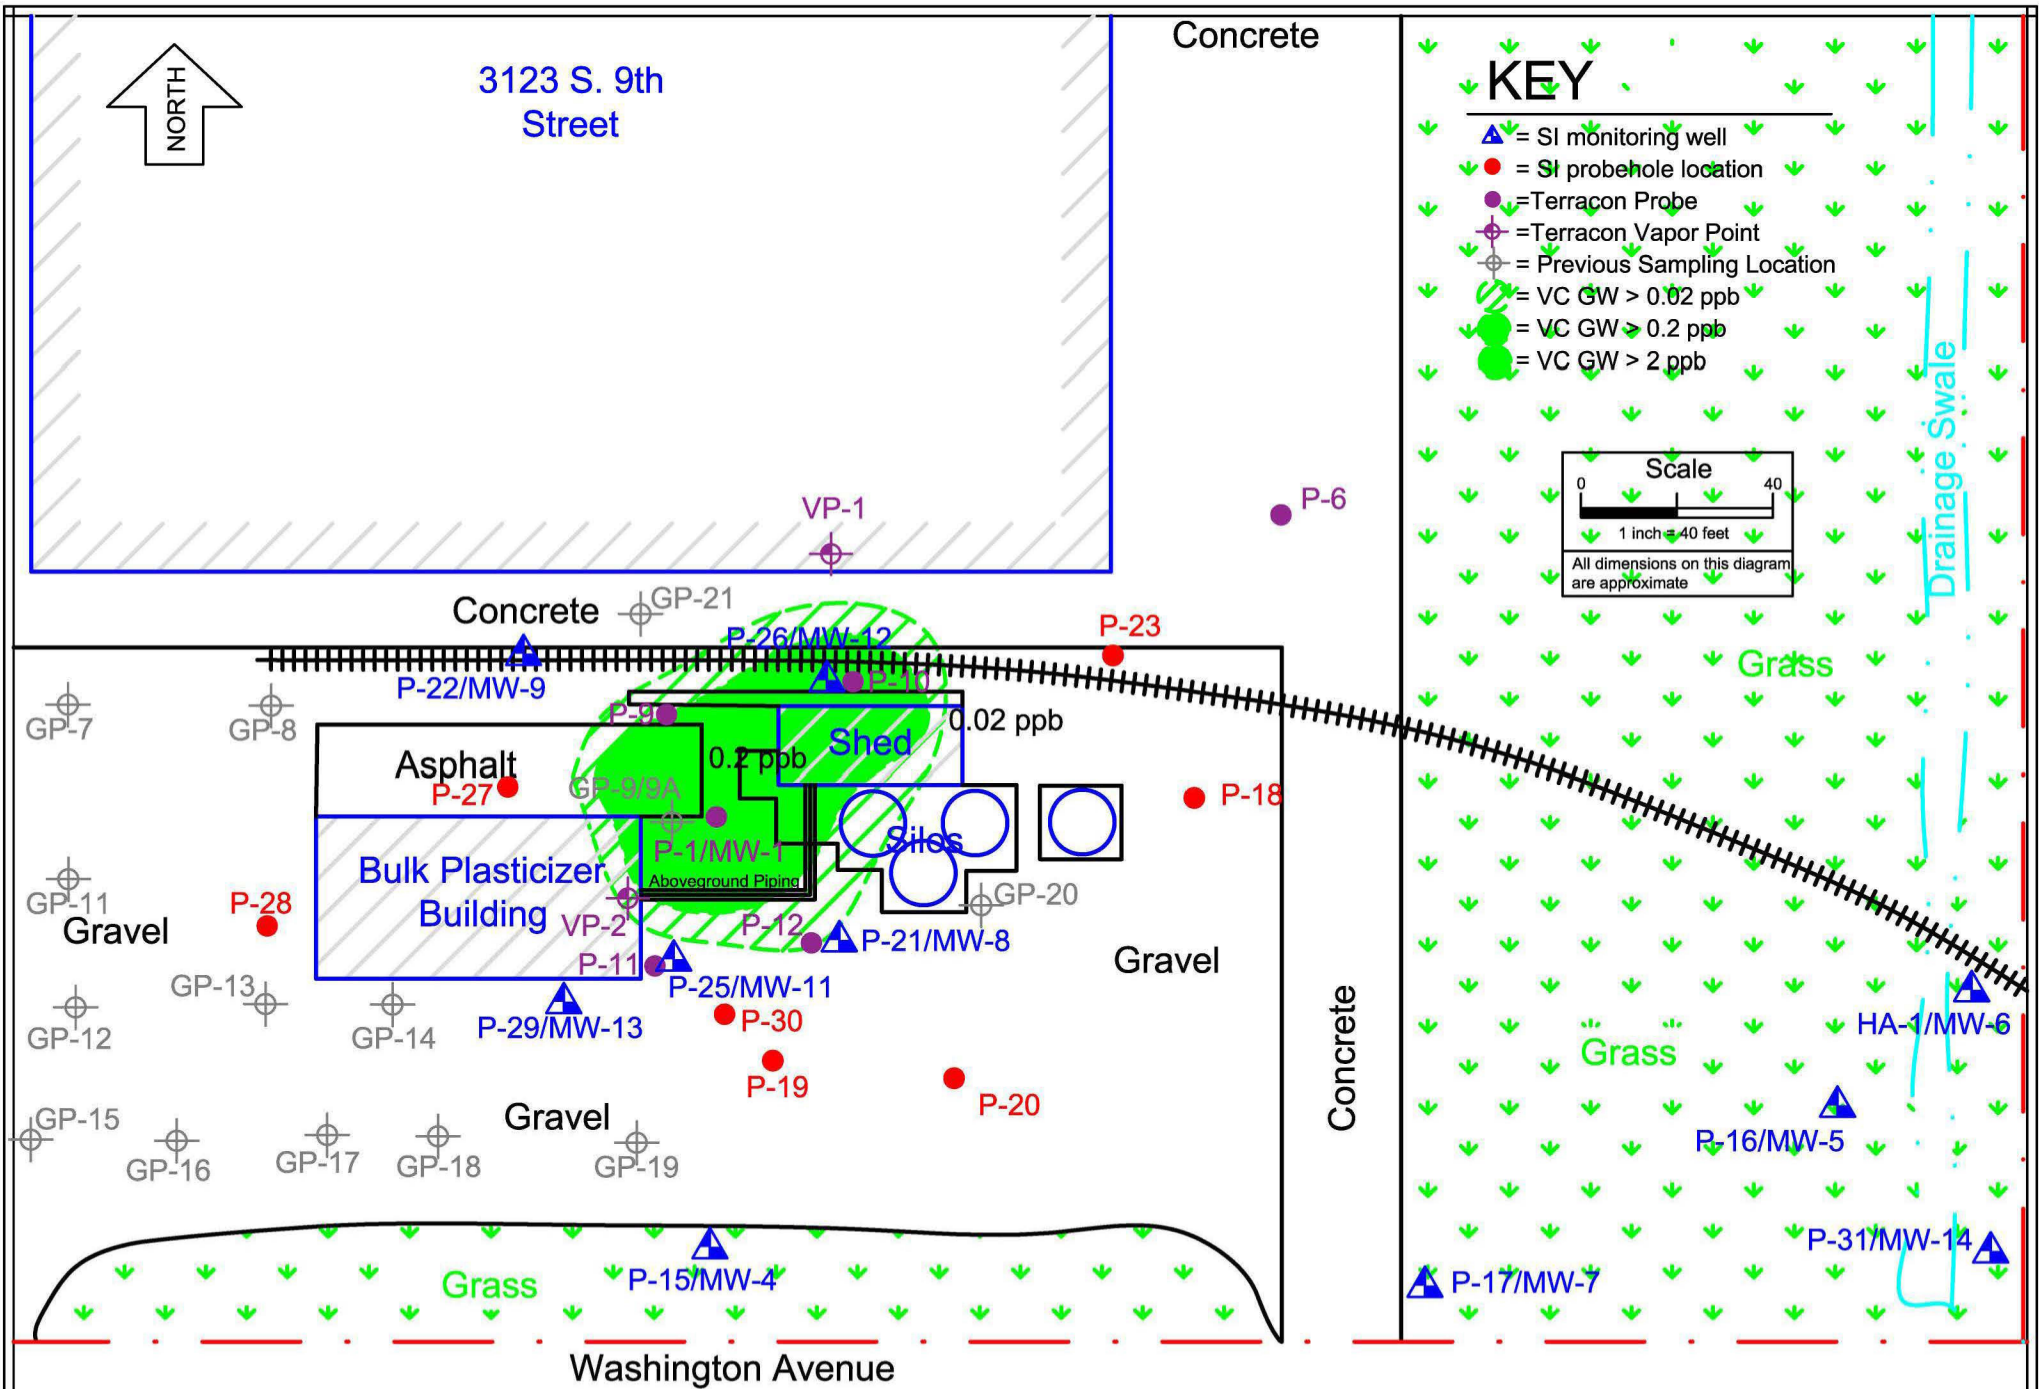 Concrete
3123 S. 9th
Street
NORTH
KEY
= SI monitoring well
= SI probehole location
=Terracon Probe
=Terracon Vapor Point
= Previous Sampling Location
= VC GW > 0.02 ppb
= VC GW > 0.2 ppb
= VC GW > 2 ppb
Scale
0 40
1 inch = 40 feet
All dimensions on this diagram
are approximate
Drainage Swale
VP-1
P-6
Concrete
GP-21
P-26/MW-12
P-23
P-22/MW-9
P-10
Grass
GP-7
GP-8
P-9
0.02 ppb
Shed
Asphalt
0.2 ppb
P-27
GP-9/9A
P-18
Silos
P-1/MW-1
Bulk Plasticizer
Building
Aboveground Piping
GP-11
P-28
GP-20
Gravel
VP-2
P-12
P-21/MW-8
Gravel
P-11
P-25/MW-11
GP-13
P-30
P-29/MW-13
GP-12
GP-14
HA-1/MW-6
Grass
Concrete
P-19
P-20
Gravel
GP-15
GP-16
GP-17
GP-18
GP-19
P-16/MW-5
P-31/MW-14
Grass
P-15/MW-4
P-17/MW-7
Washington Avenue